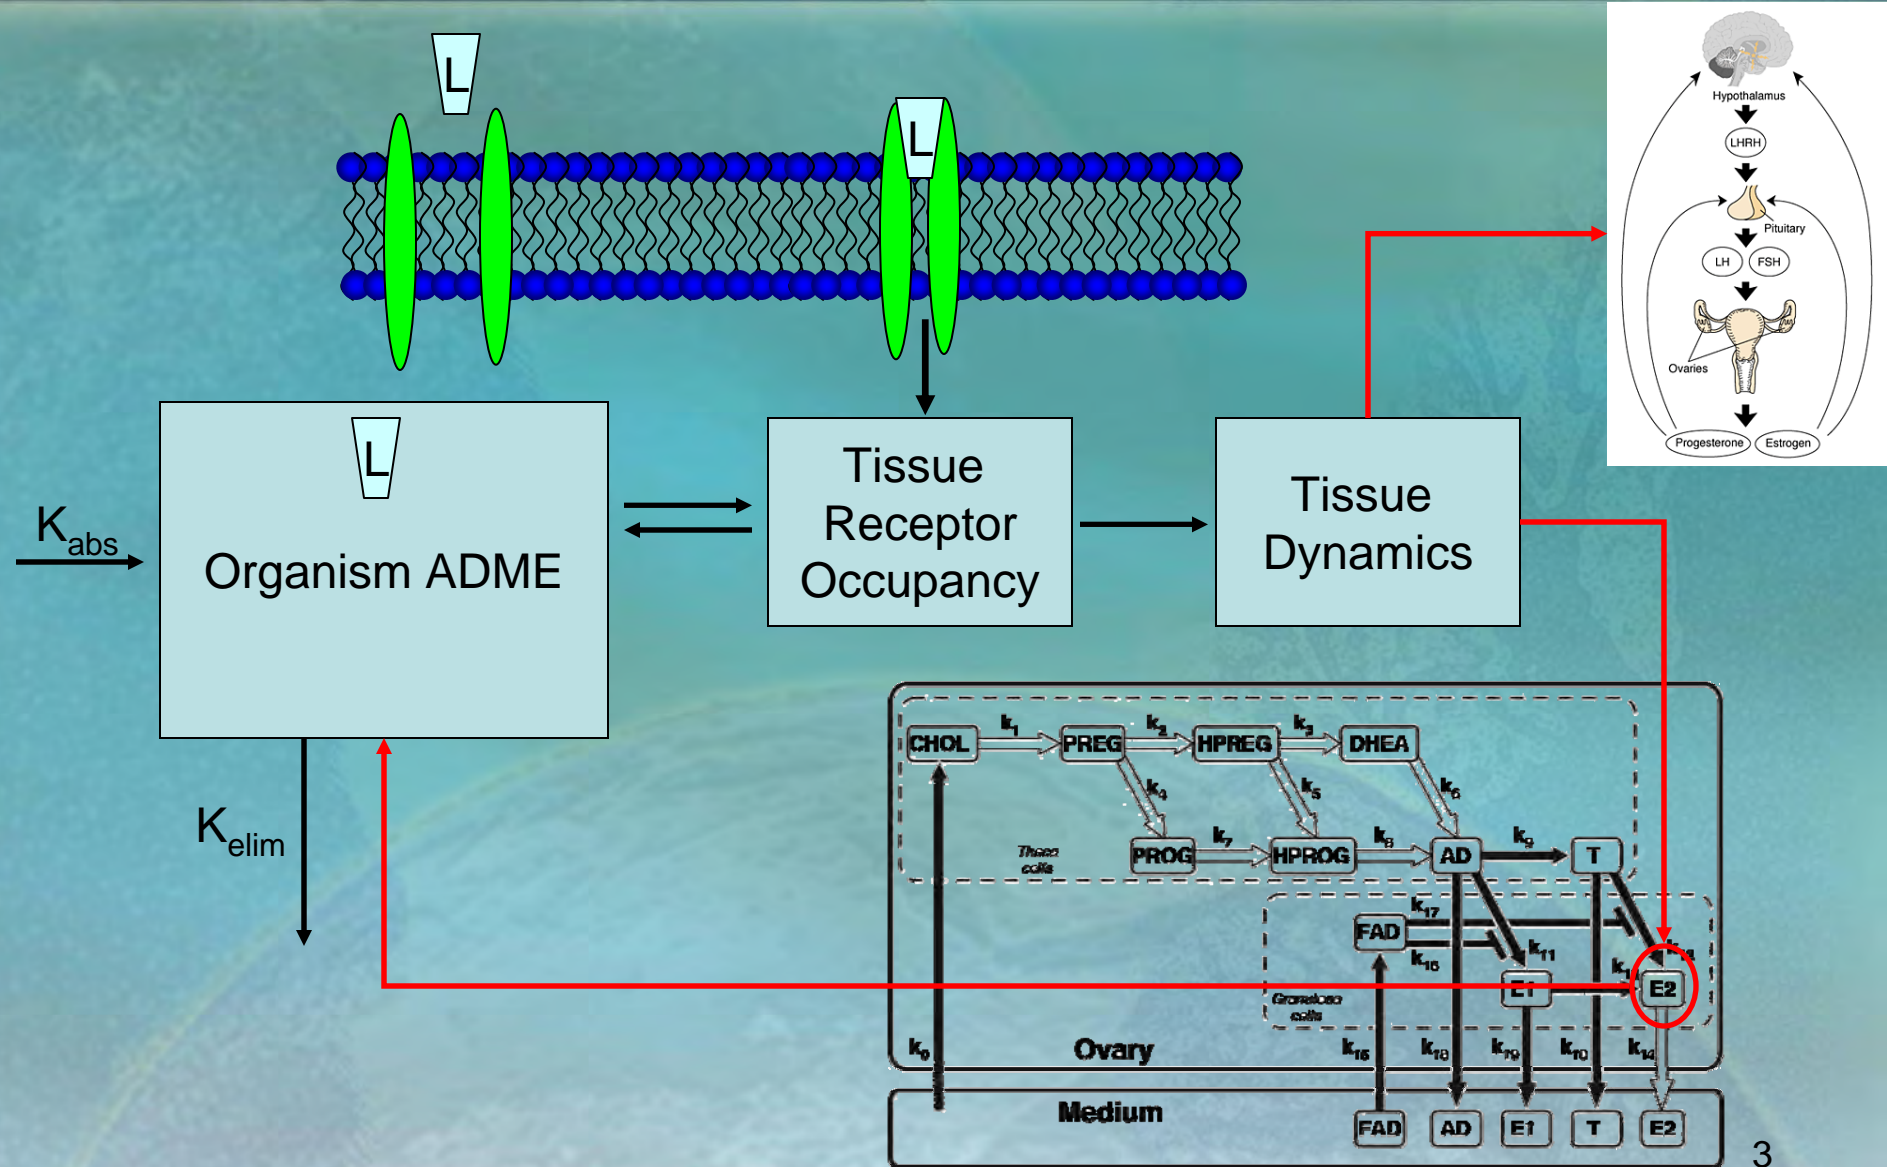 L
L
Hypothalamus
LHRH
Pituitary
LH FSH
Ovaries
Progesterone Estrogen
L
Organism ADME
Kabs
Kelim
Tissue
Receptor
Occupancy
Tissue
Dynamics
CHOL k1 PREG k2 HPREG k3 DHEA
k4 k5 k6
Theca
cells
PROG k7 HPROG k8 AD k9 T
FAD k17
k16 k11
E1 E2
Granulosa
cells
k0 Ovary k15 k18 k19 k10 k14
Medium
FAD AD E1 T E2
3